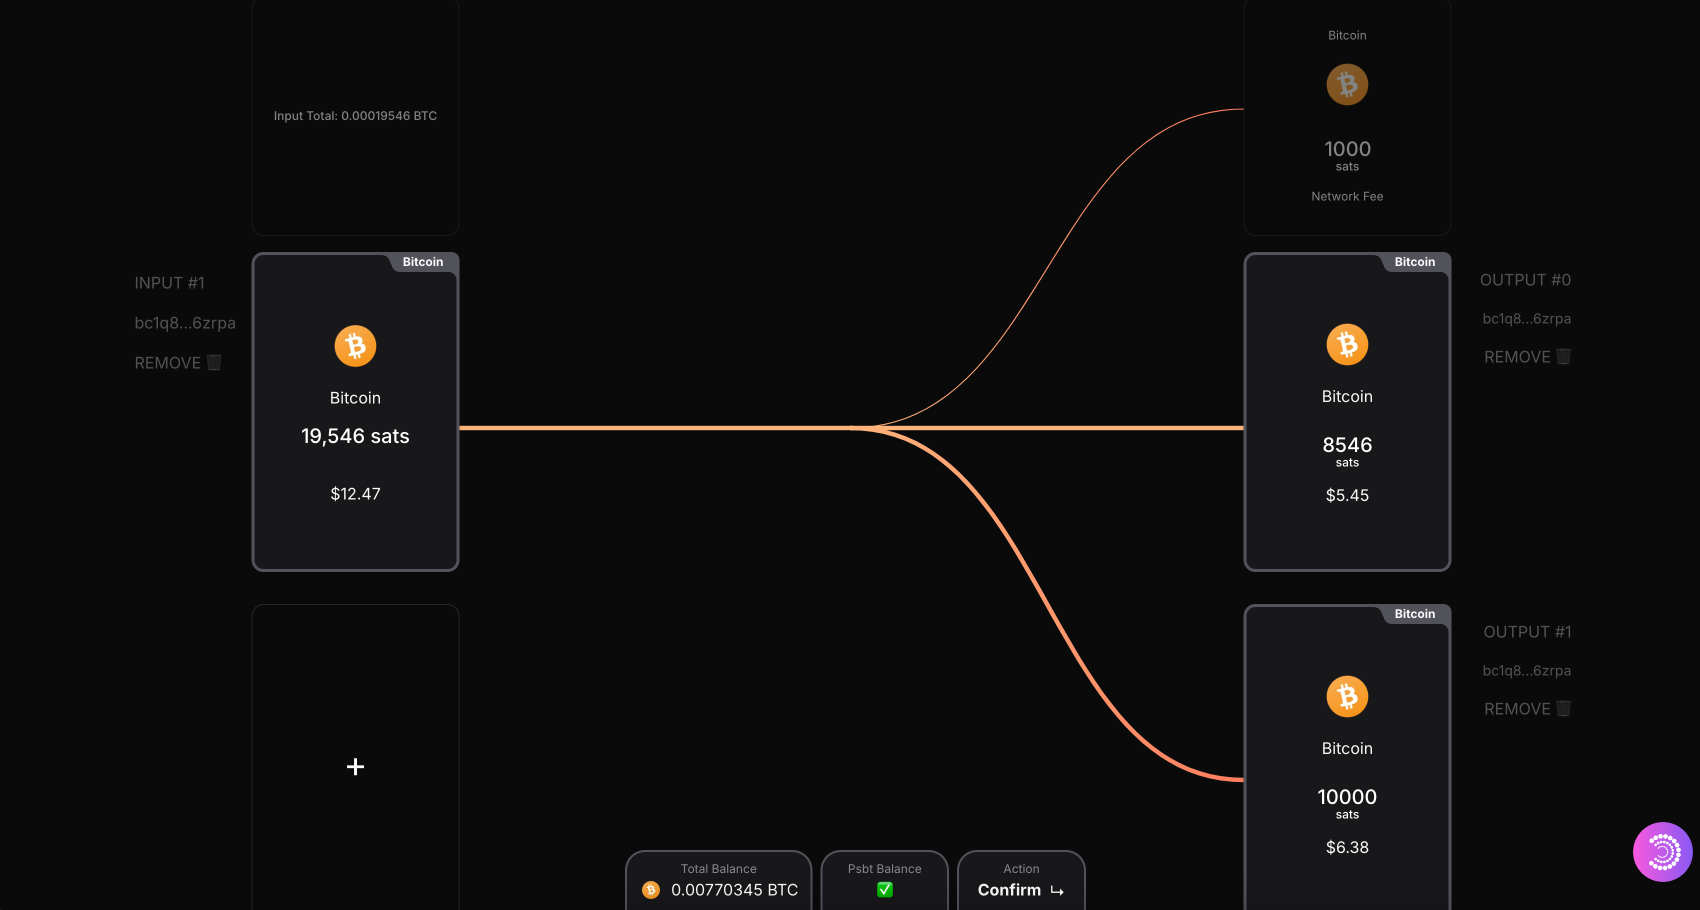 Input Total: 0.00019546 BTC
INPUT #1
bc1q8...6zrpa
REMOVE
Bitcoin
Bitcoin
19,546 sats
$12.47
+
Bitcoin
1000
sats
Network Fee
Bitcoin
Bitcoin
8546
sats
$5.45
OUTPUT #0
bc1q8...6zrpa
REMOVE
Bitcoin
Bitcoin
10000
sats
$6.38
OUTPUT #1
bc1q8...6zrpa
REMOVE
Total Balance
0.00770345 BTC
Psbt Balance
Action
Confirm